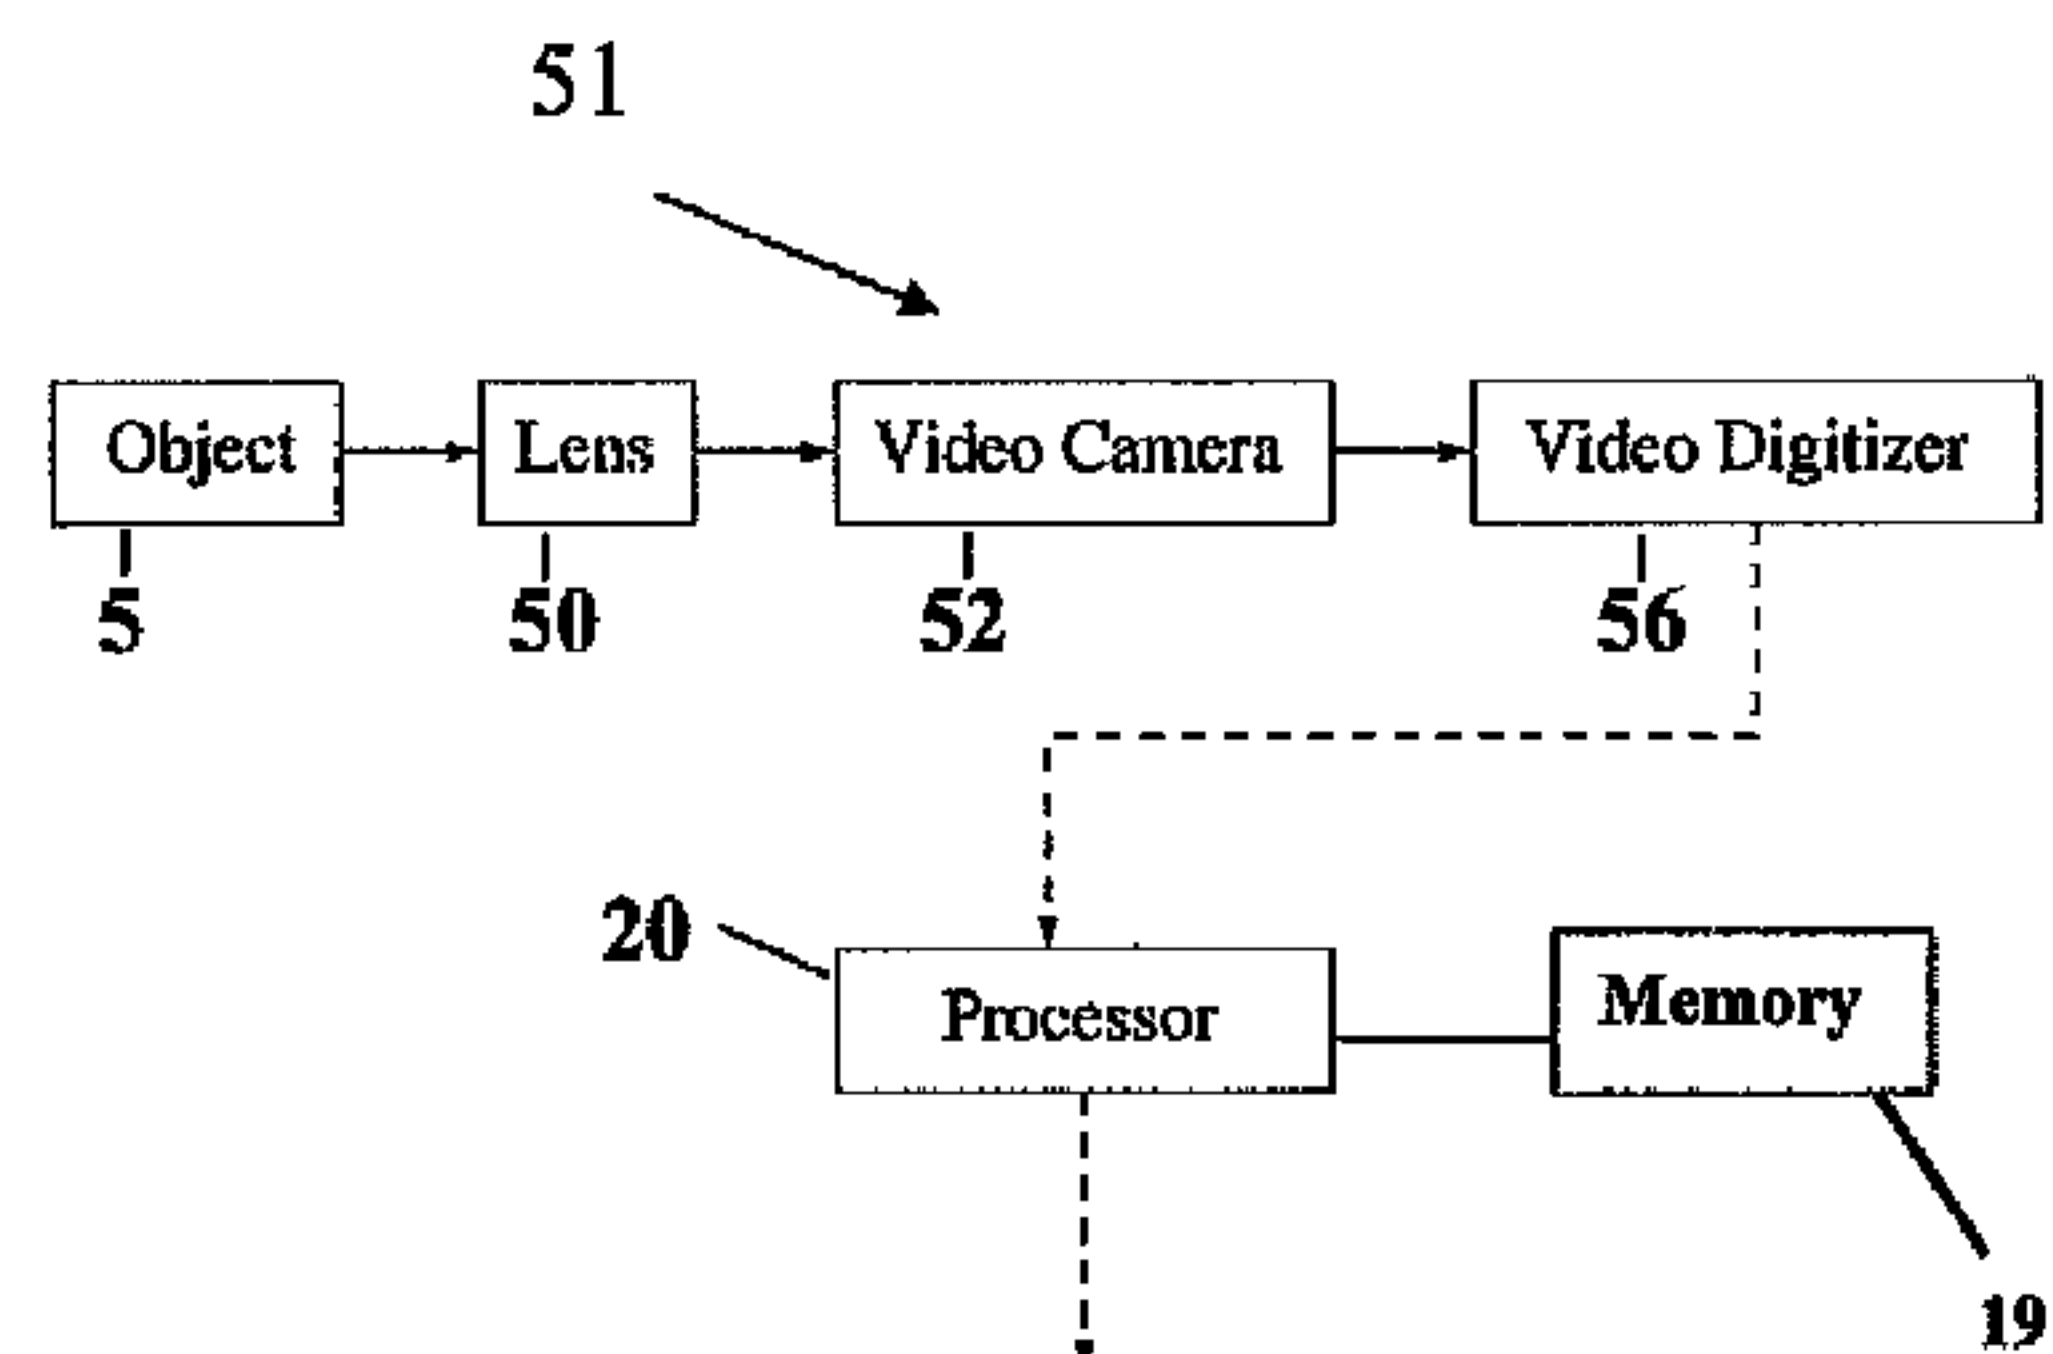 51
Object
Lens
Video Camera
Video Digitizer
5
50
52
56
20
Processor
Memory
19